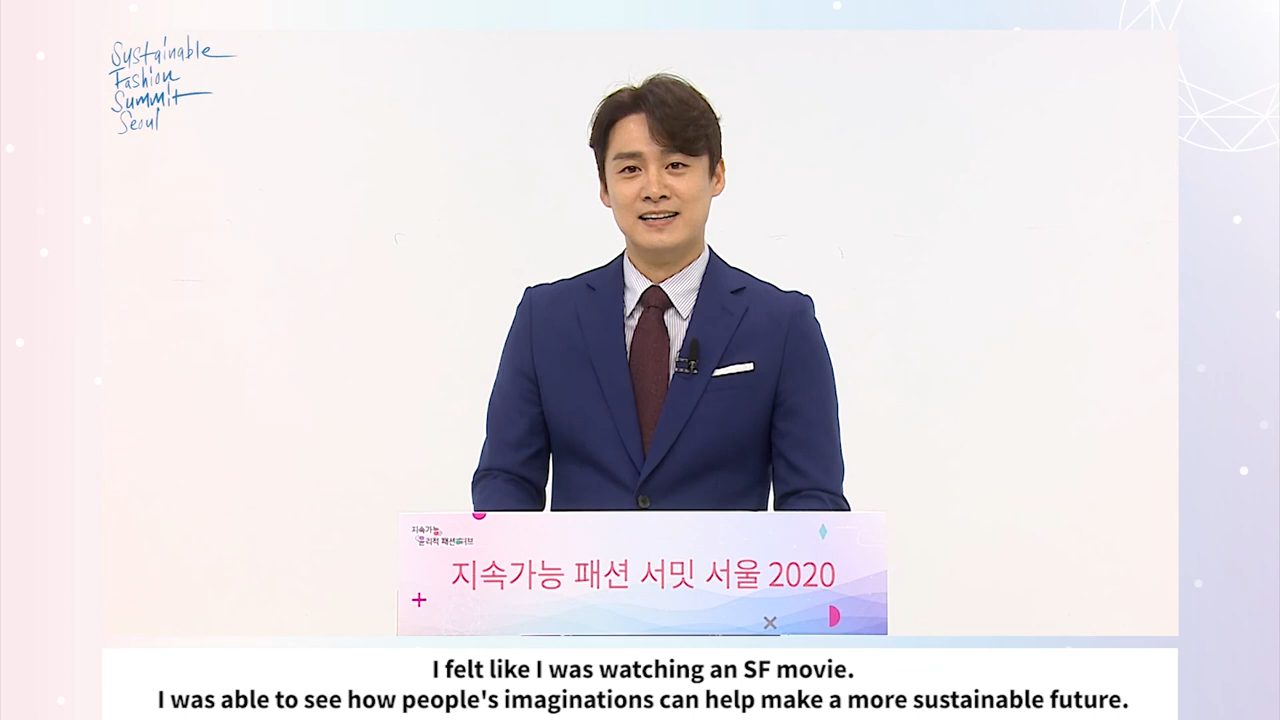 Sustainable
Fashion
Summit
Seoul
지속가능
윤리적 패션허브
지속가능 패션 서밋 서울 2020
I felt like I was watching an SF movie.
I was able to see how people's imaginations can help make a more sustainable future.